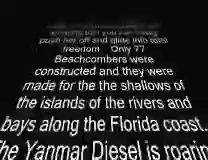 freedom Only 77
Beachcombers were
constructed and they were
made for the the shallows of
the islands of the rivers and
bays along the Florida coast.
The Yanmar Diesel is roaring